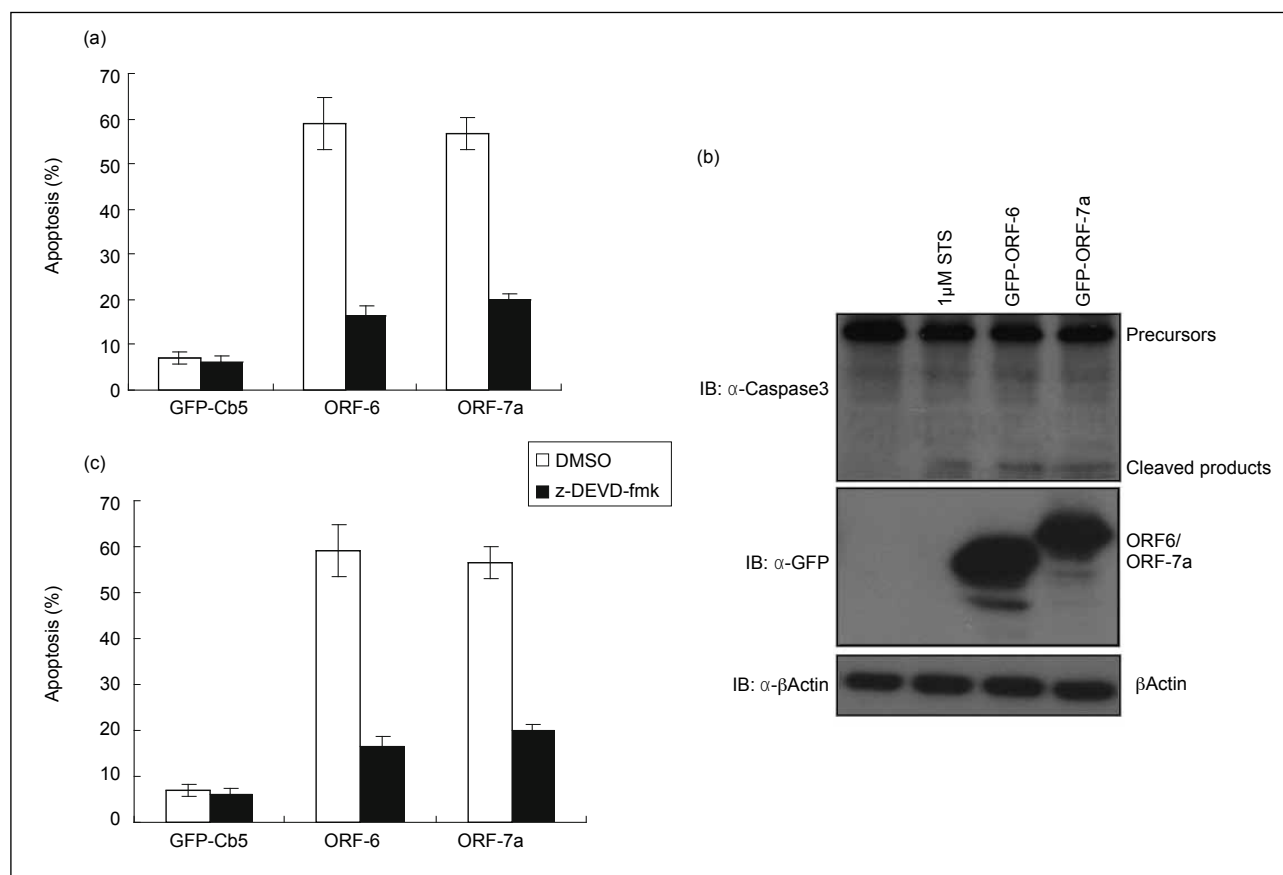 (a)
70
60
50
40
30
20
10
0
Apoptosis (%)
GFP-Cb5
ORF-6
ORF-7a
(b)
1μM STS
GFP-ORF-6
GFP-ORF-7a
IB: α-Caspase3
Precursors
Cleaved products
IB: α-GFP
ORF6/
ORF-7a
IB: α-βActin
βActin
(c)
DMSO
z-DEVD-fmk
70
60
50
40
30
20
10
0
Apoptosis (%)
GFP-Cb5
ORF-6
ORF-7a